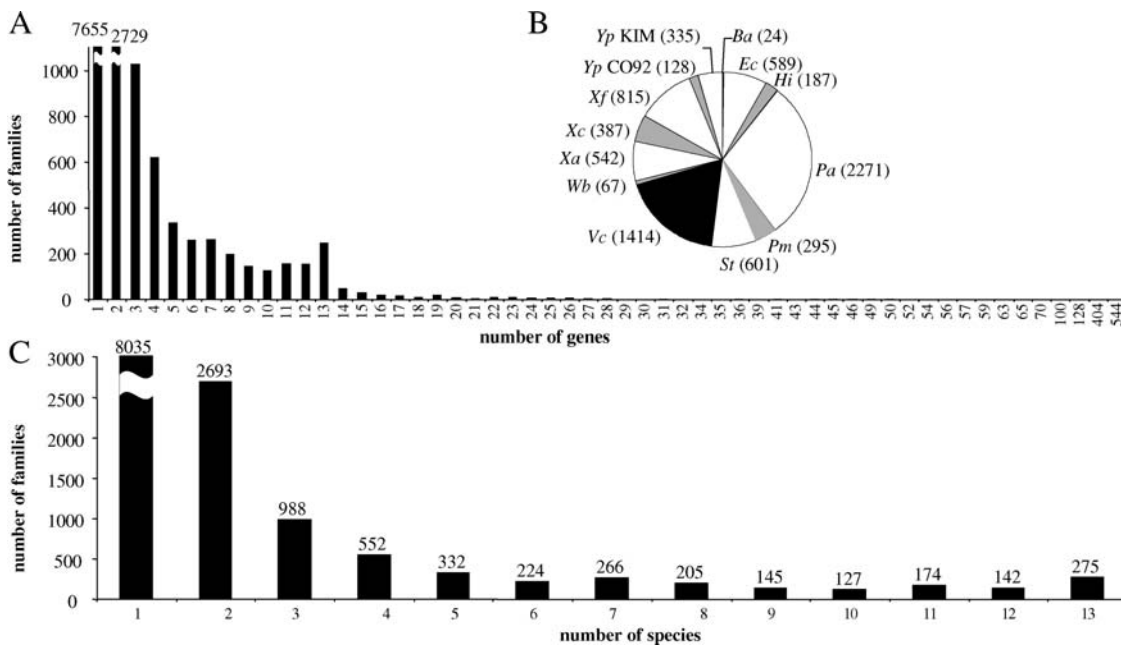 A
7655
2729
1000
800
600
400
200
0
number of families
1 2 3 4 5 6 7 8 9 10 11 12 13 14 15 16 17 18 19 20 21 22 23 24 25 26 27 28 29 30 31 32 34 35 36 39 41 43 44 45 46 49 50 52 54 56 57 59 63 65 70 100 128 404 544
number of genes
B
Yp KIM (335)
Ba (24)
Yp CO92 (128)
Ec (589)
Hi (187)
Xf (815)
Xc (387)
Xa (542)
Pa (2271)
Wb (67)
Vc (1414)
Pm (295)
St (601)
C
8035
3000
2693
2500
2000
1500
1000
500
0
number of families
988
552
332
224
266
205
145
127
174
142
275
1 2 3 4 5 6 7 8 9 10 11 12 13
number of species